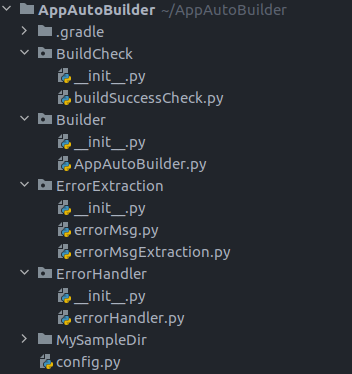 AppAutoBuilder ~/AppAutoBuilder
.gradle
BuildCheck
__init__.py
buildSuccessCheck.py
Builder
__init__.py
AppAutoBuilder.py
ErrorExtraction
__init__.py
errorMsg.py
errorMsgExtraction.py
ErrorHandler
__init__.py
errorHandler.py
MySampleDir
config.py